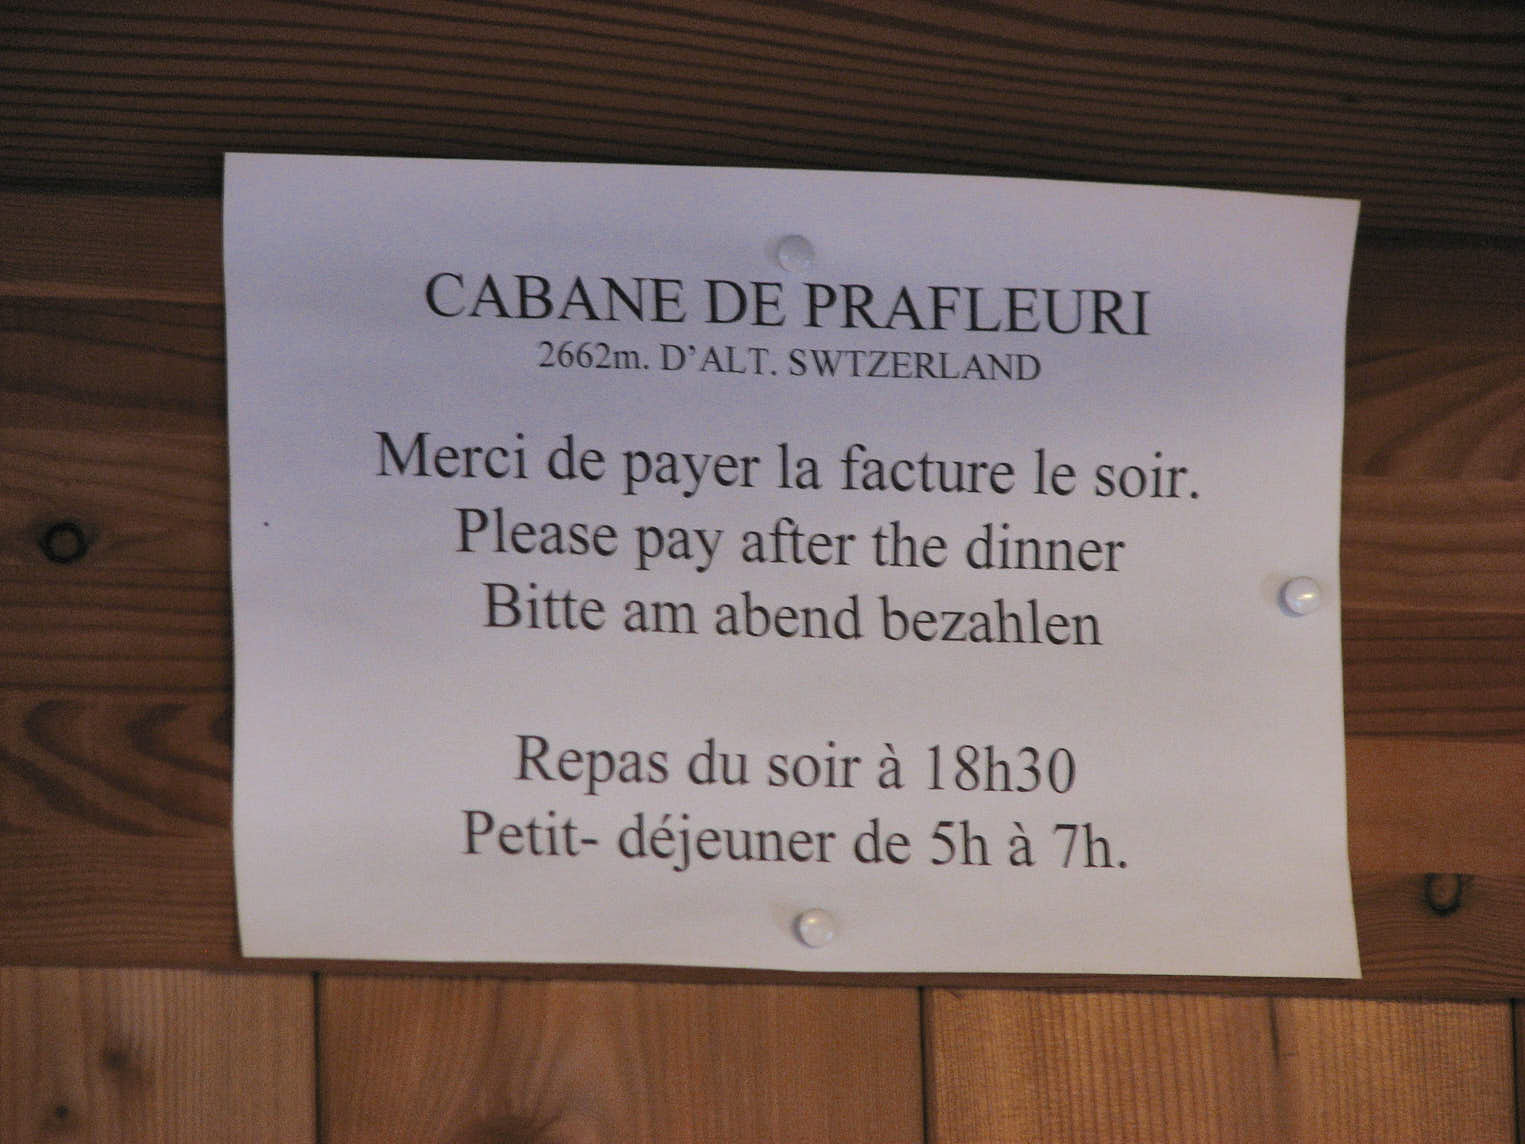 CABANE DE PRAFLEURI
2662m. D'ALT. SWTZERLAND
Merci de payer la facture le soir.
Please pay after the dinner
Bitte am abend bezahlen
Repas du soir à 18h30
Petit- déjeuner de 5h à 7h.